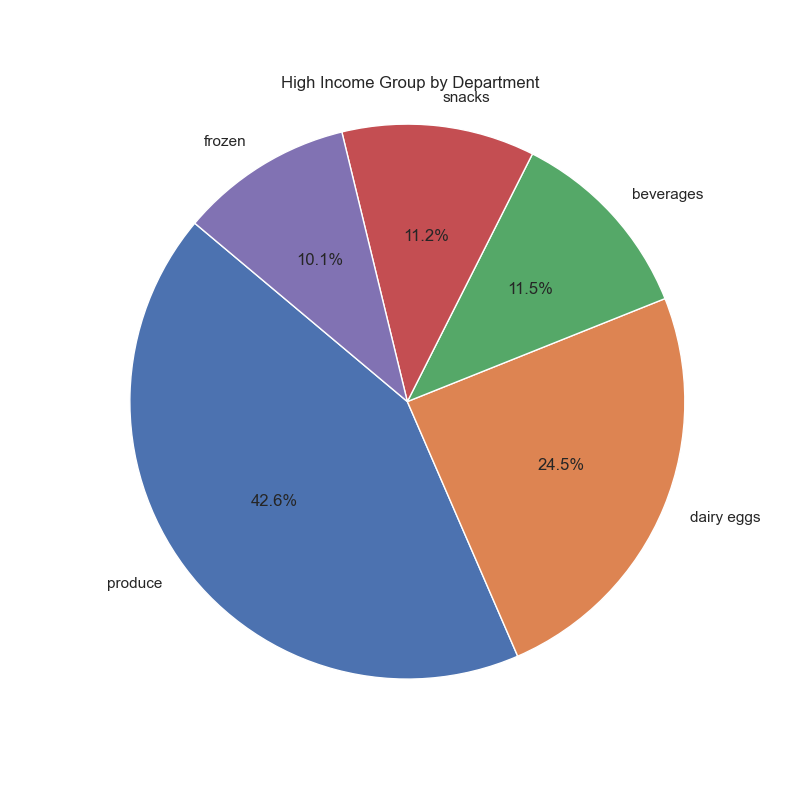 High Income Group by Department
snacks
frozen
beverages
11.2%
10.1%
11.5%
24.5%
42.6%
dairy eggs
produce